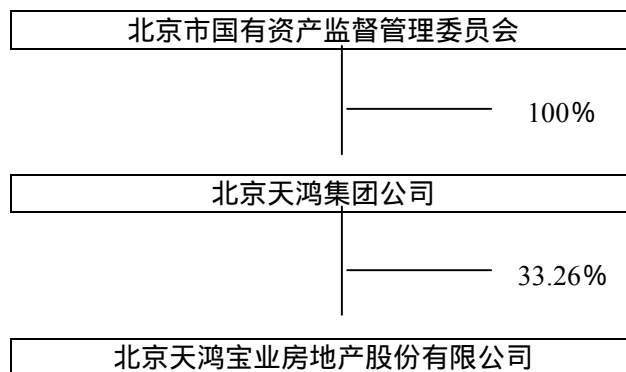 北京市国有资产监督管理委员会
100%
北京天鸿集团公司
33.26%
北京天鸿宝业房地产股份有限公司